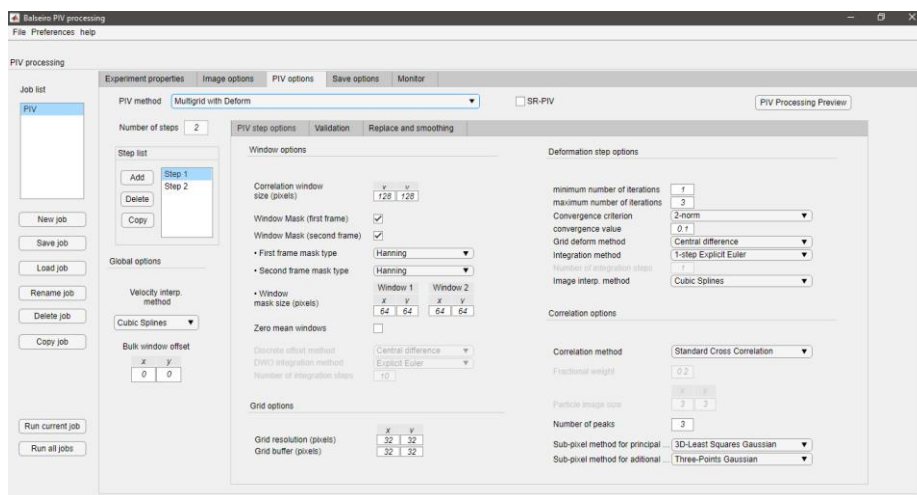 Balseiro PIV processing
File Preferences help
PIV processing
Job list
PIV
New job
Save job
Load job
Rename job
Delete job
Copy job
Run current job
Run all jobs
Experiment properties Image options PIV options Save options Monitor
PIV method Multigrid with Deform SR-PIV PIV Processing Preview
Number of steps 2
Step list
Add
Delete
Copy
Step 1
Step 2
Global options
Velocity interp.
method
Cubic Splines
Bulk window offset
x y
0 0
PIV step options Validation Replace and smoothing
Window options
Correlation window
size (pixels)
x y
128 128
Window Mask (first frame)
Window Mask (second frame)
• First frame mask type Hanning
• Second frame mask type Hanning
Window 1 Window 2
• Window
mask size (pixels)
x y x y
64 64 64 64
Zero mean windows
Discrete offset method Central difference
DWO integration method Explicit Euler
Number of integration steps 10
Grid options
x y
Grid resolution (pixels) 32 32
Grid buffer (pixels) 32 32
Deformation step options
minimum number of iterations 1
maximum number of iterations 3
Convergence criterion 2-norm
convergence value 0.1
Grid deform method Central difference
Integration method 1-step Explicit Euler
Number of integration steps 1
Image interp. method Cubic Splines
Correlation options
Correlation method Standard Cross Correlation
Fractional weight 0.2
x y
Particle image size 3 3
Number of peaks 3
Sub-pixel method for principal ... 3D-Least Squares Gaussian
Sub-pixel method for aditional ... Three-Points Gaussian